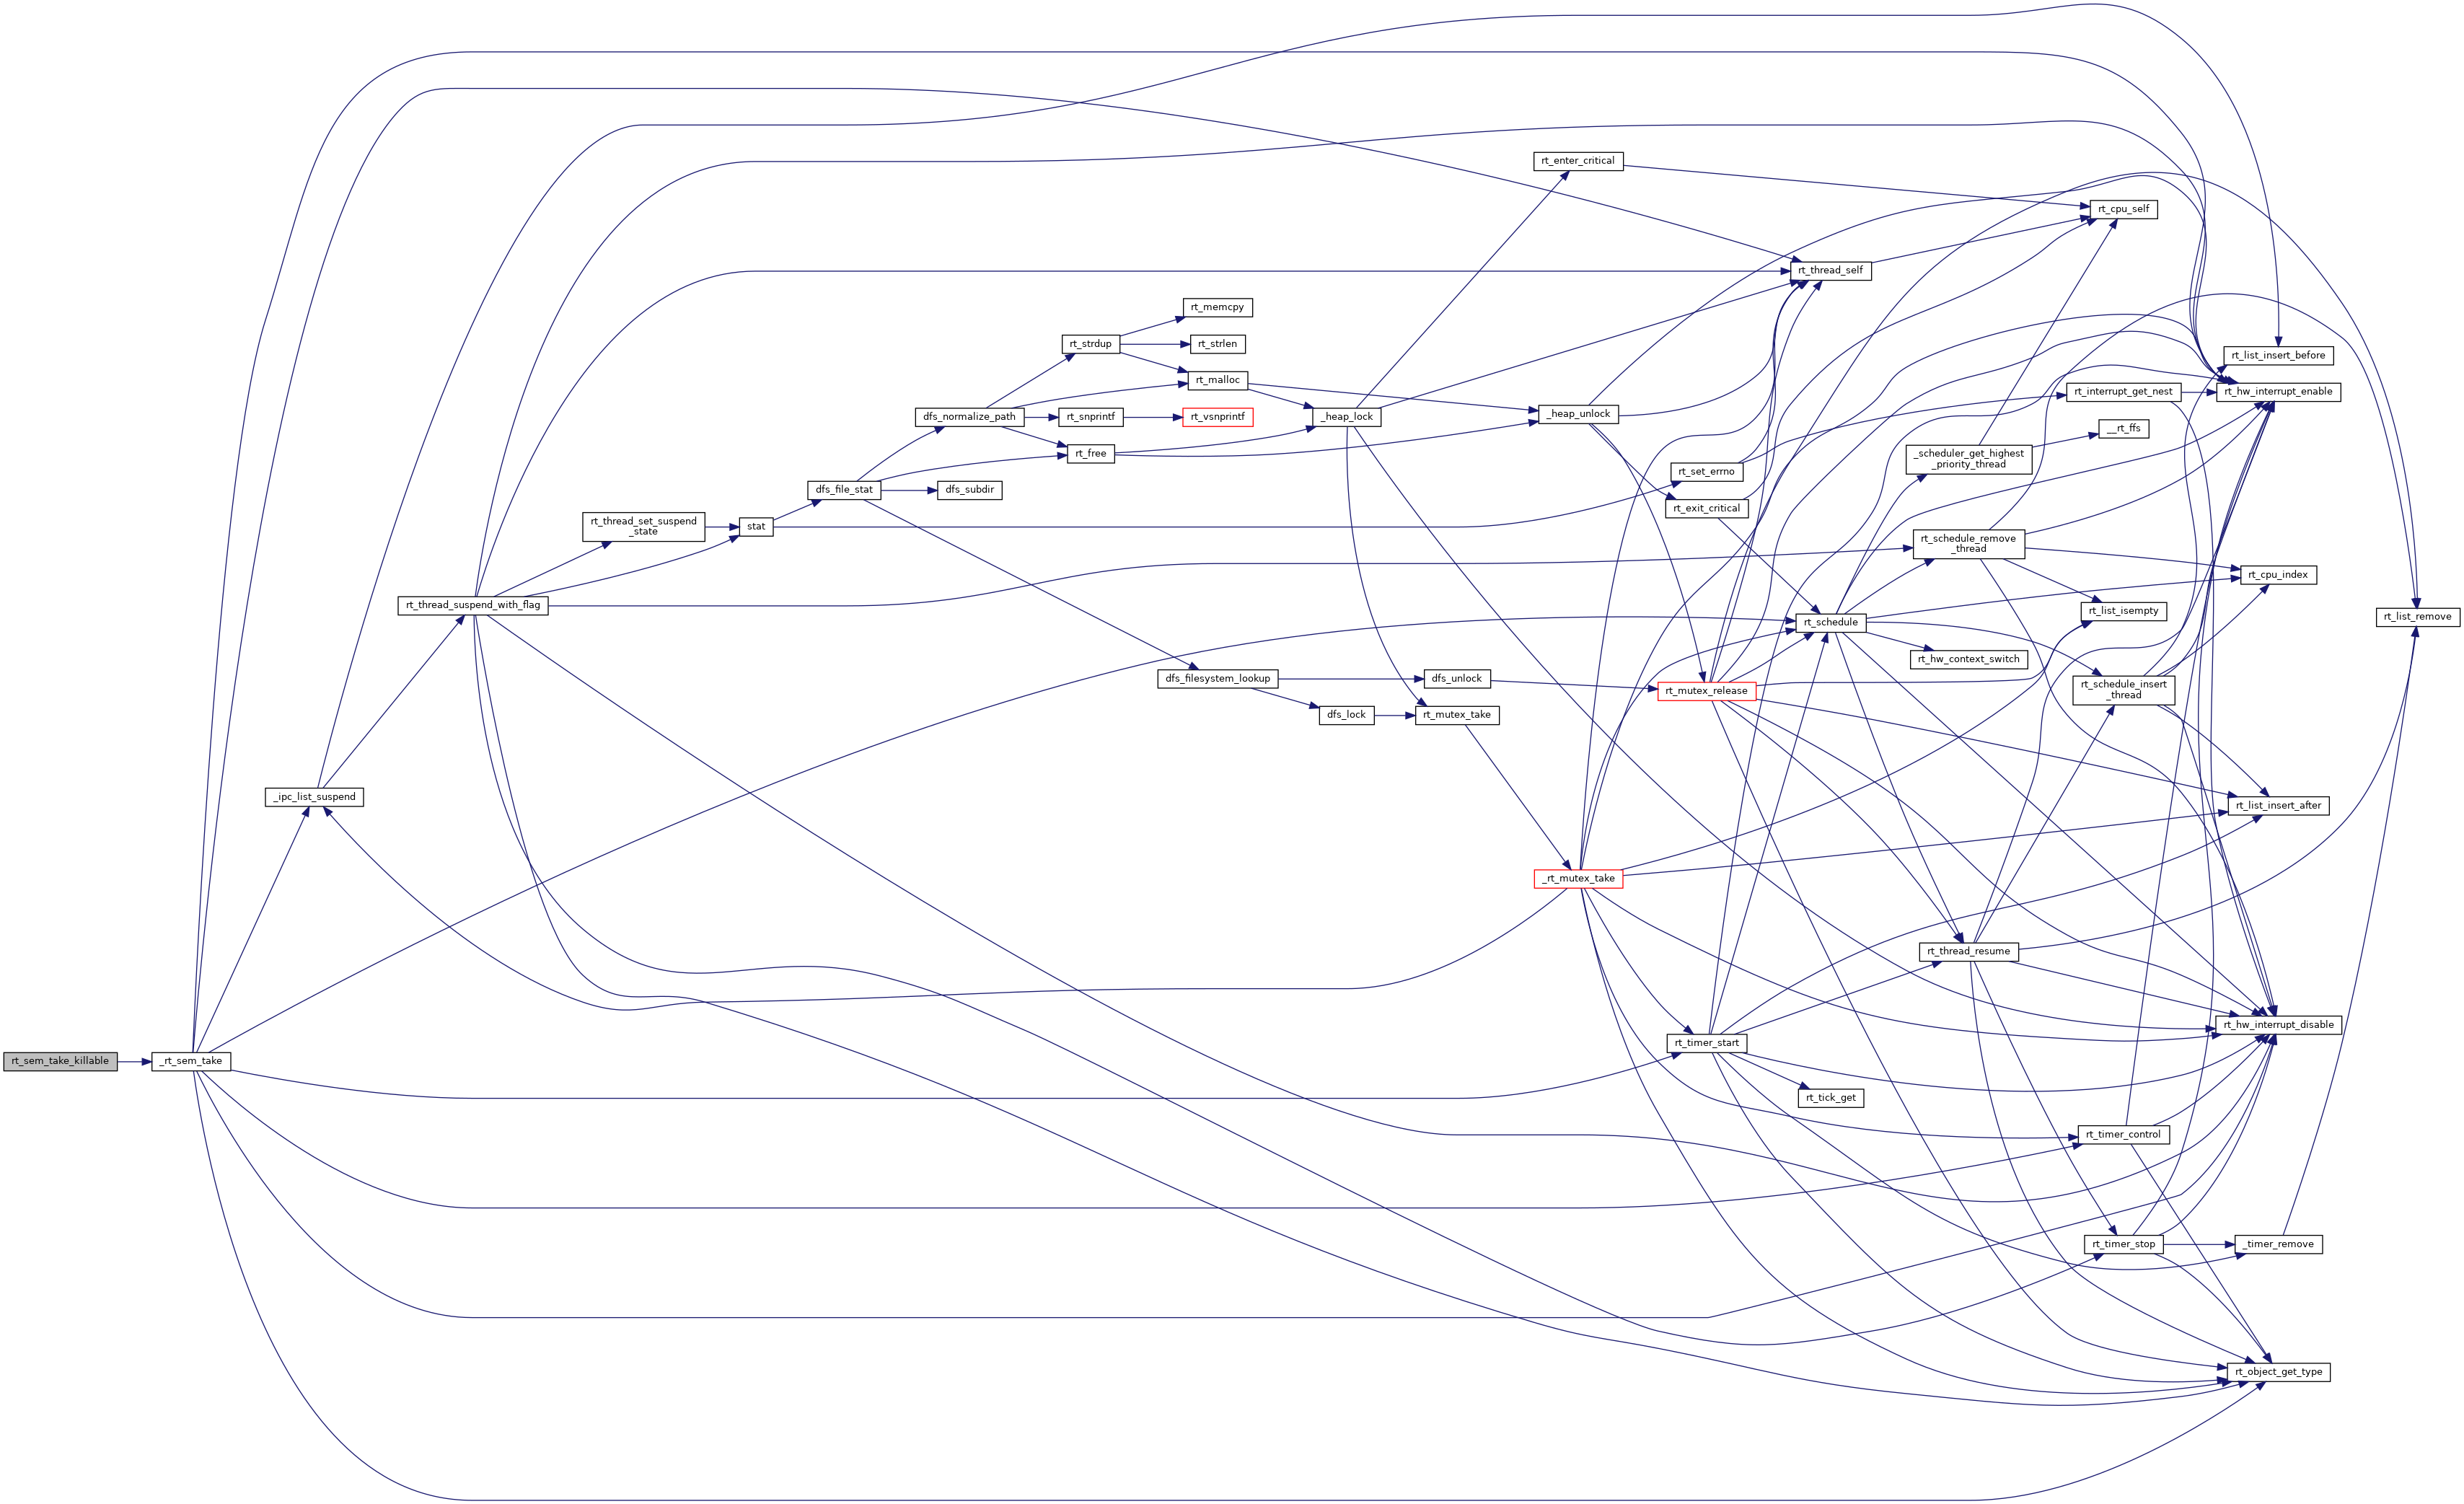 rt_enter_critical
rt_cpu_self
rt_thread_self
rt_memcpy
rt_strdup
rt_strlen
rt_list_insert_before
rt_malloc
rt_interrupt_get_nest
rt_hw_interrupt_enable
dfs_normalize_path
rt_snprintf
rt_vsnprintf
_heap_lock
_heap_unlock
__rt_ffs
rt_free
_scheduler_get_highest
_priority_thread
rt_set_errno
dfs_file_stat
dfs_subdir
rt_exit_critical
rt_thread_set_suspend
_state
stat
rt_schedule_remove
_thread
rt_cpu_index
rt_thread_suspend_with_flag
rt_list_isempty
rt_list_remove
rt_schedule
rt_hw_context_switch
dfs_filesystem_lookup
dfs_unlock
rt_mutex_release
rt_schedule_insert
_thread
dfs_lock
rt_mutex_take
_ipc_list_suspend
rt_list_insert_after
_rt_mutex_take
rt_thread_resume
rt_hw_interrupt_disable
rt_timer_start
rt_sem_take_killable
_rt_sem_take
rt_tick_get
rt_timer_control
rt_timer_stop
_timer_remove
rt_object_get_type